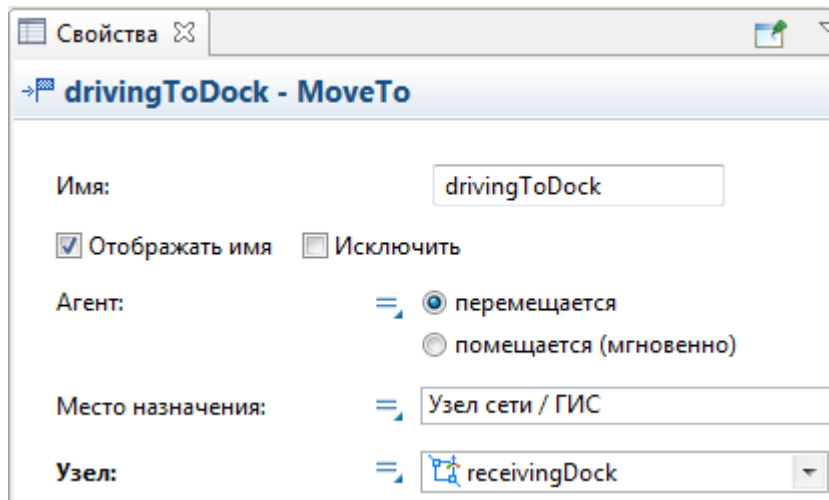 Свойства
drivingToDock - MoveTo
Имя: drivingToDock
Отображать имя Исключить
Агент: перемещается
помещается (мгновенно)
Место назначения: Узел сети / ГИС
Узел: receivingDock